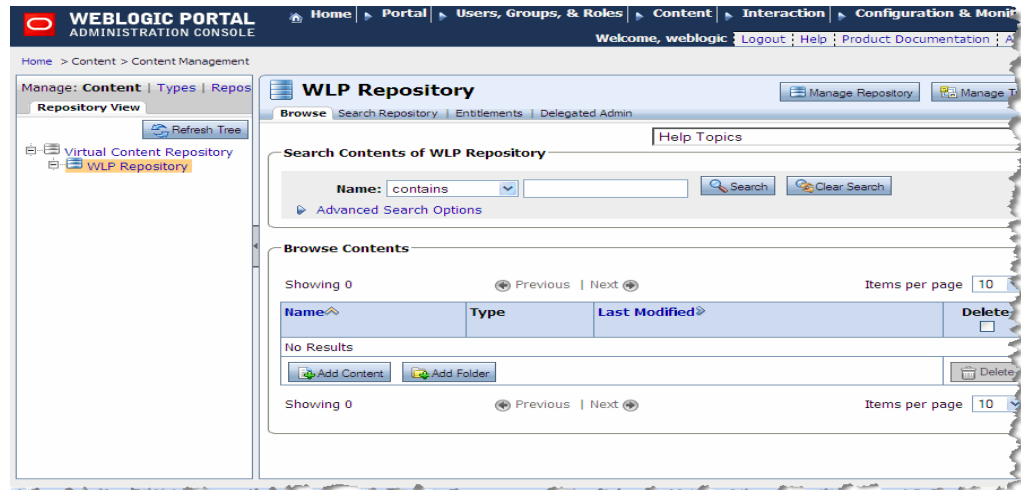 WEBLOGIC PORTAL
ADMINISTRATION CONSOLE
Home Portal Users, Groups, & Roles Content Interaction Configuration &
Welcome, weblogic Logout Help Product Documentation
Home > Content > Content Management
Manage: Content | Types |
Repository View
Refresh Tree
Virtual Content Repository
WLP Repository
WLP Repository
Manage Repository Manage
Browse Search Repository | Entitlements | Delegated Admin
Help Topics
Search Contents of WLP Repository
Name: contains Search Clear Search
Advanced Search Options
Browse Contents
Showing 0 Previous | Next Items per page 10
Name Type Last Modified Delete
No Results
Add Content Add Folder Delete
Showing 0 Previous | Next Items per page 10